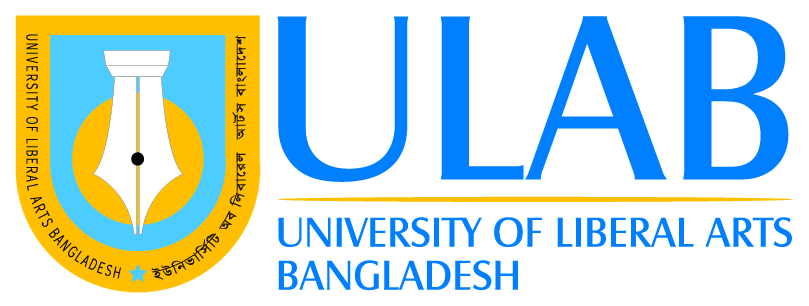 UNIVERSITY OF LIBERAL ARTS BANGLADESH
ইউনিভার্সিটি অব লিবারেল আর্টস বাংলাদেশ
ULAB
UNIVERSITY OF LIBERAL ARTS
BANGLADESH